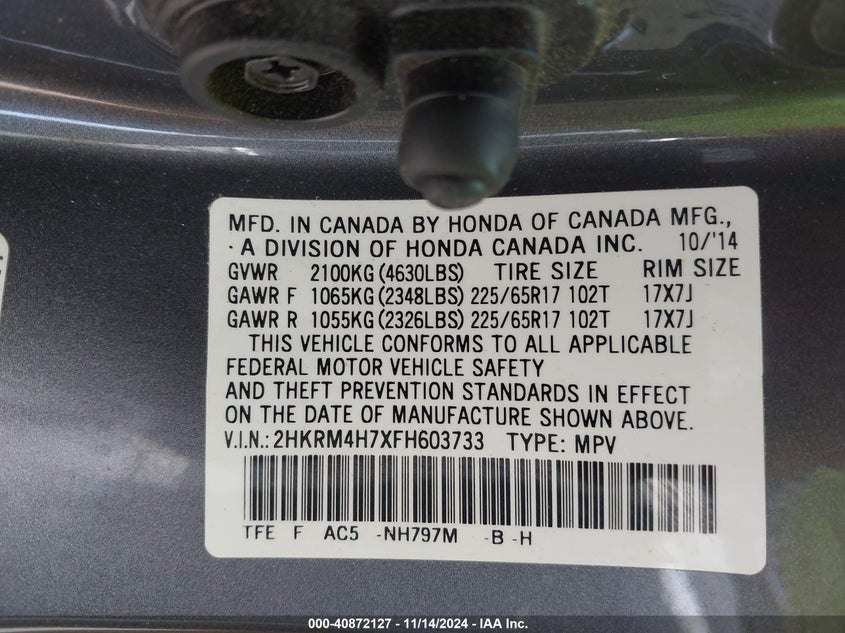 MFD. IN CANADA BY HONDA OF CANADA MFG.,
A DIVISION OF HONDA CANADA INC. 10/'14
GVWR 2100KG (4630LBS) TIRE SIZE RIM SIZE
GAWR F 1065KG (2348LBS) 225/65R17 102T 17X7J
GAWR R 1055KG (2326LBS) 225/65R17 102T 17X7J
THIS VEHICLE CONFORMS TO ALL APPLICABLE
FEDERAL MOTOR VEHICLE SAFETY
AND THEFT PREVENTION STANDARDS IN EFFECT
ON THE DATE OF MANUFACTURE SHOWN ABOVE.
V.I.N.: 2HKRM4H7XFH603733 TYPE: MPV
TFE F AC5 -NH797M -B -H
000-40872127 - 11/14/2024 - IAA Inc.